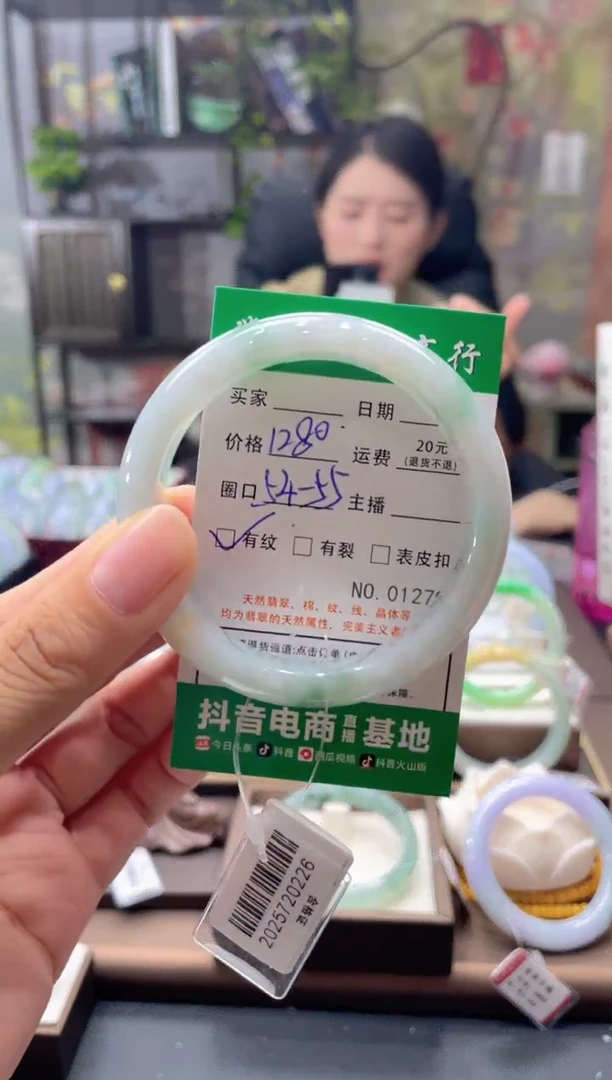 行
买家 日期
价格 1280 运费 20元
(退货不退)
圈口 54-55 主播
☑有纹 □有裂 □表皮扣
NO.0127
天然翡翠，棉、纹、线、晶体等
均为翡翠的天然属性，完美主义者
抖音电商直播基地
今日头条 抖音 西瓜视频 抖音火山版
合格证
2025720226